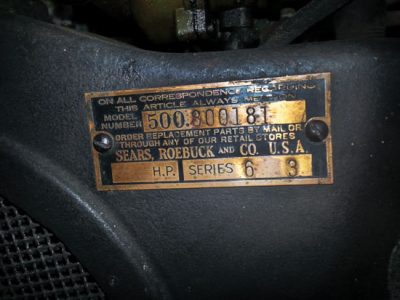 ON ALL CORRESPONDENCE REGARDING
THIS ARTICLE ALWAYS MENTION
MODEL NUMBER 500.800181
ORDER REPLACEMENT PARTS BY MAIL OR
THROUGH ANY OF OUR RETAIL STORES
SEARS, ROEBUCK AND CO. U.S.A.
H.P. SERIES 6 3